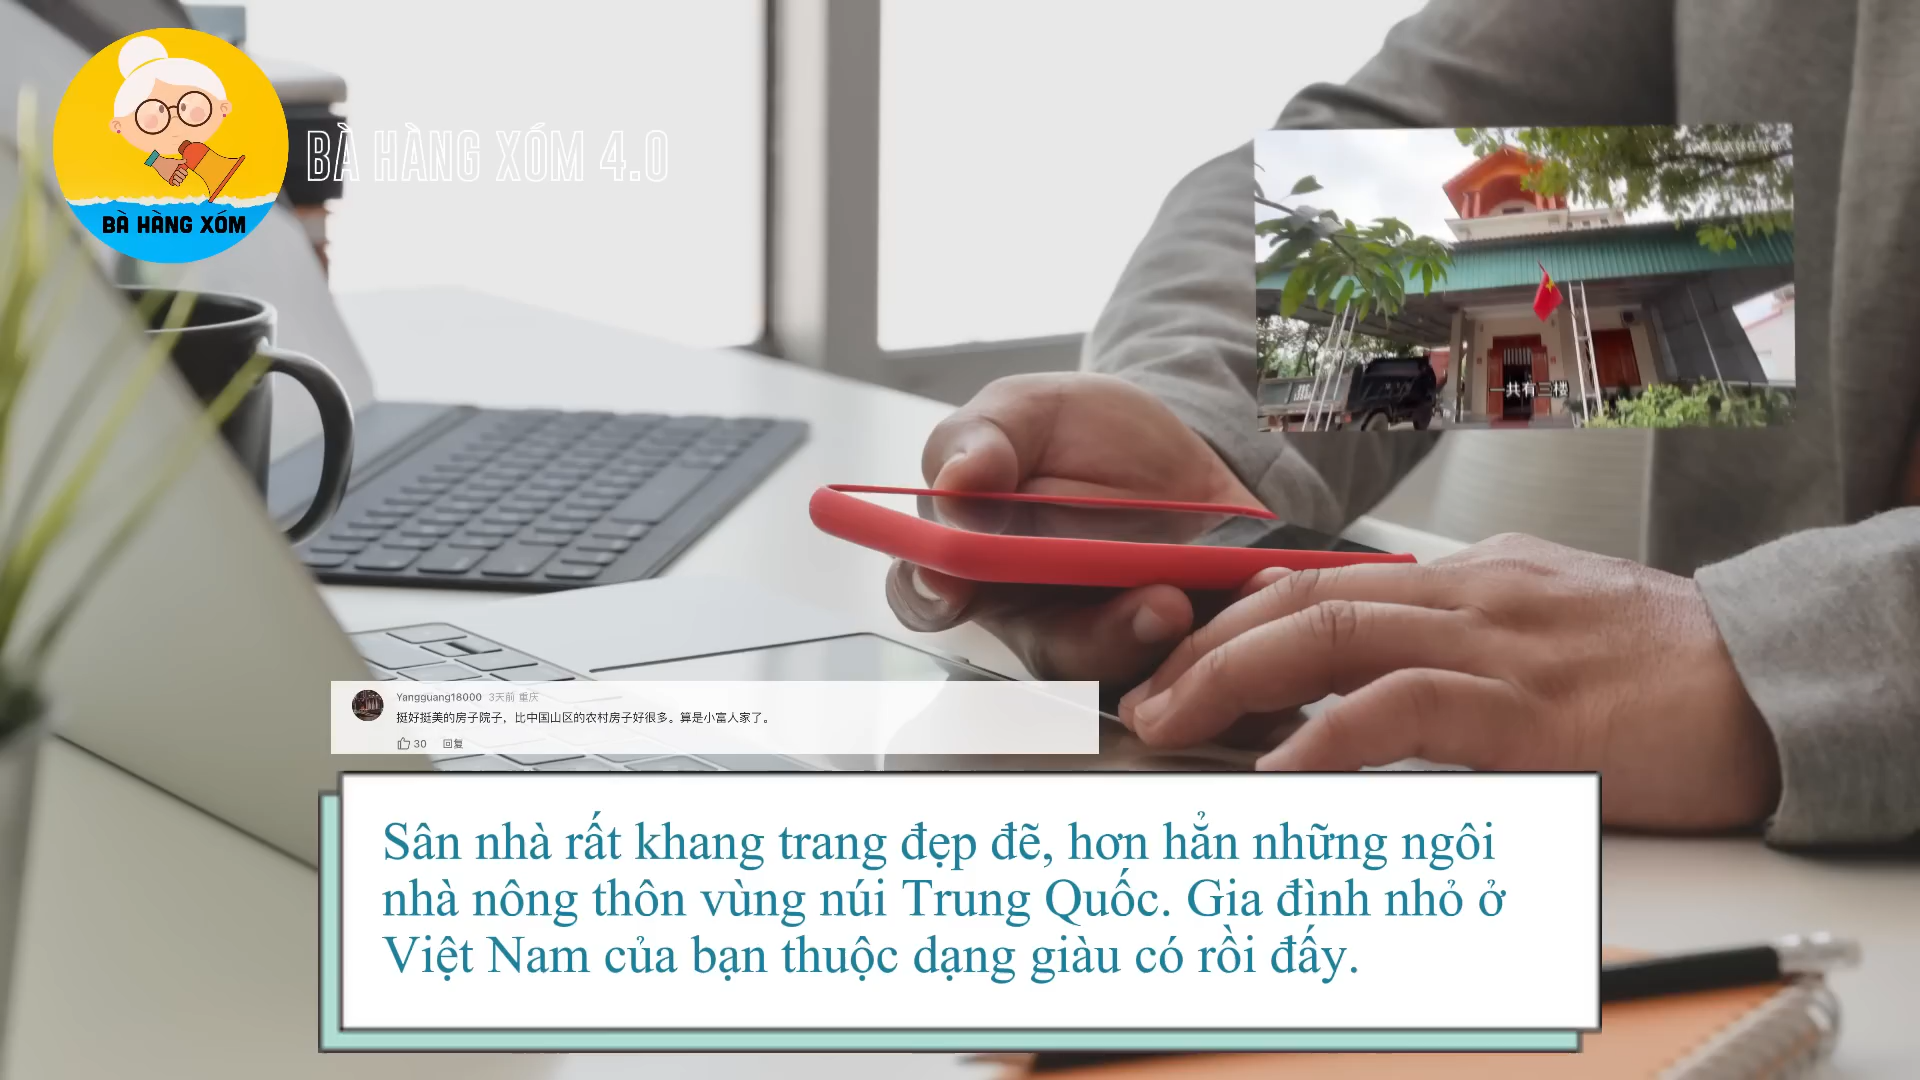 BÀ HÀNG XÓM
BÀ HÀNG XÓM 4.0
一共有三楼
Yangguang18000 3天前 重庆
挺好挺美的房子院子，比中国山区的农村房子好很多。算是小富人家了。
30 回复
Sân nhà rất khang trang đẹp đẽ, hơn hẳn những ngôi
nhà nông thôn vùng núi Trung Quốc. Gia đình nhỏ ở
Việt Nam của bạn thuộc dạng giàu có rồi đấy.